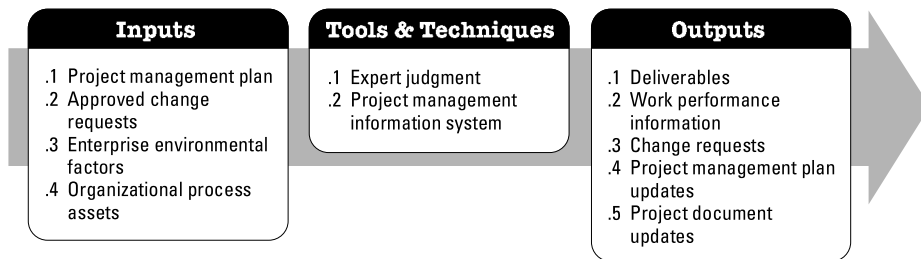 Inputs
.1 Project management plan
.2 Approved change
requests
.3 Enterprise environmental
factors
.4 Organizational process
assets
Tools & Techniques
.1 Expert judgment
.2 Project management
information system
Outputs
.1 Deliverables
.2 Work performance
information
.3 Change requests
.4 Project management plan
updates
.5 Project document
updates